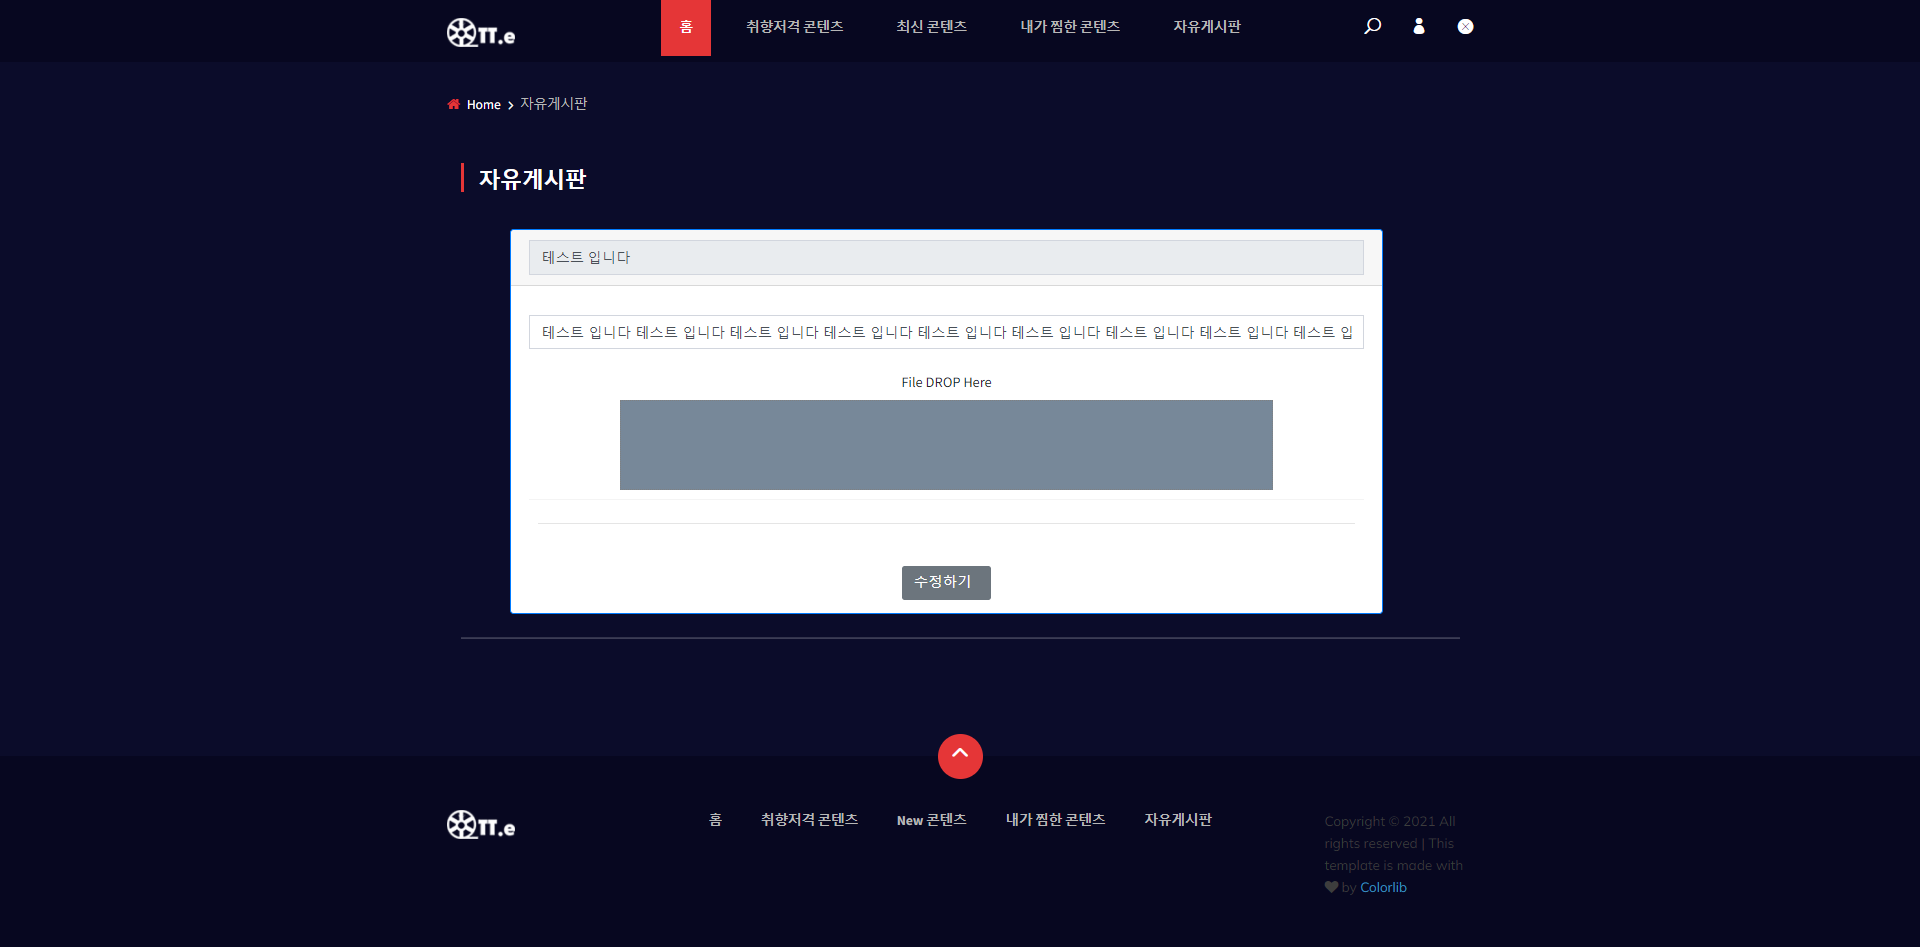 TT.e
홈 취향저격 콘텐츠 최신 콘텐츠 내가 찜한 콘텐츠 자유게시판
Home 자유게시판
자유게시판
테스트 입니다
테스트 입니다 테스트 입니다 테스트 입니다 테스트 입니다 테스트 입니다 테스트 입니다 테스트 입니다 테스트 입니다 테스트 입
File DROP Here
수정하기
TT.e
홈 취향저격 콘텐츠 New 콘텐츠 내가 찜한 콘텐츠 자유게시판
Copyright © 2021 All
rights reserved | This
template is made with
by Colorlib